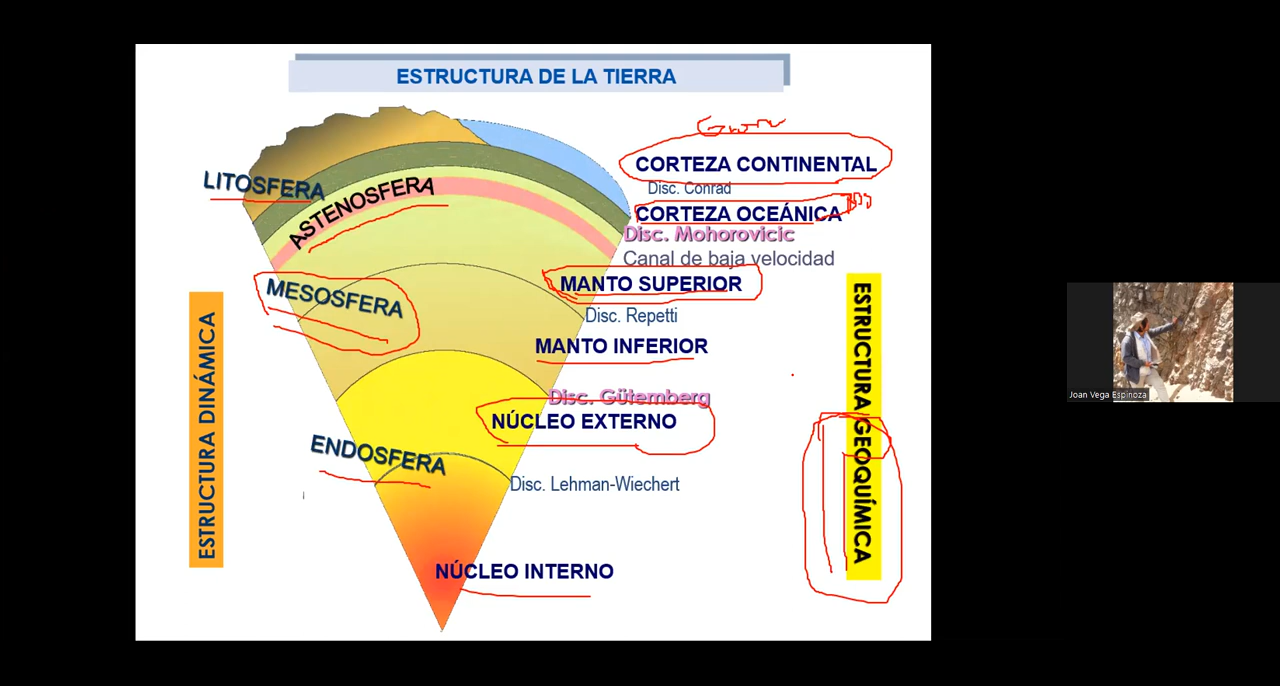 ESTRUCTURA DE LA TIERRA
CORTEZA CONTINENTAL
Disc. Conrad
LITOSFERA
ASTENOSFERA
CORTEZA OCEÁNICA
Disc. Mohorovicic
Canal de baja velocidad
MESOSFERA
MANTO SUPERIOR
Disc. Repetti
MANTO INFERIOR
Disc. Gütemberg
NÚCLEO EXTERNO
ENDOSFERA
Disc. Lehman-Wiechert
NÚCLEO INTERNO
ESTRUCTURA DINÁMICA
ESTRUCTURA GEOQUÍMICA
Joan Vega Espinoza